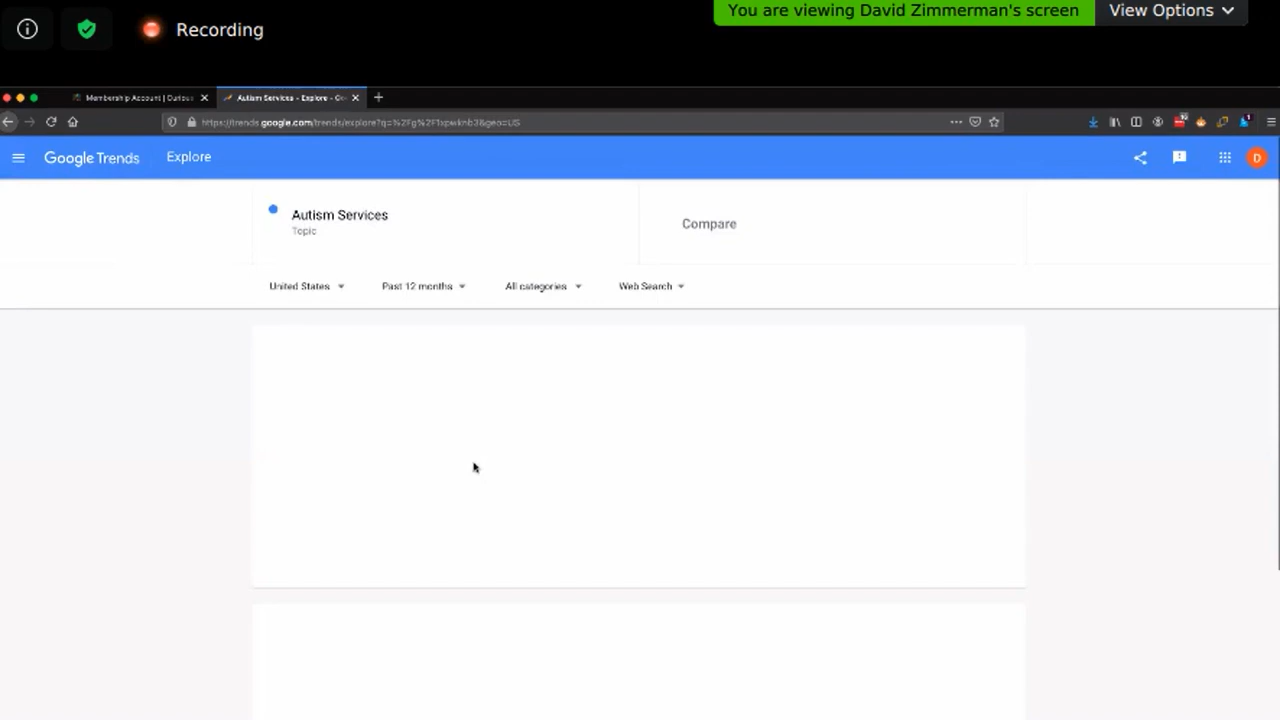 You are viewing David Zimmerman's screen
View Options
Recording
Membership Account | Curiou
Autism Services - Explore - Go
Google Trends
Explore
D
Autism Services
Topic
Compare
United States
Past 12 months
All categories
Web Search